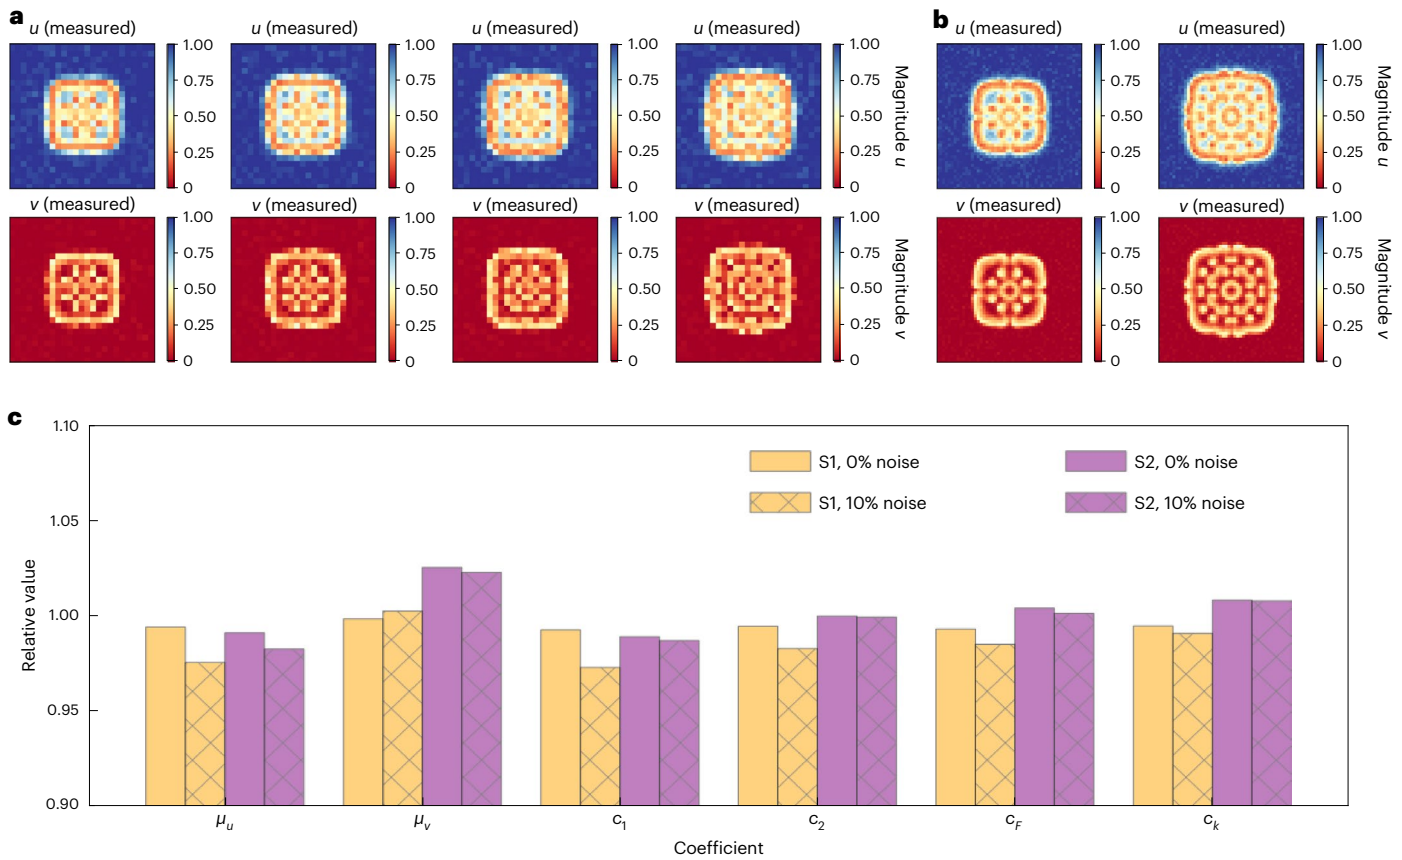 a
b
u (measured) u (measured) u (measured) u (measured) u (measured) u (measured)
1.00 1.00 1.00 1.00 1.00 1.00
0.75 0.75 0.75 0.75 0.75 0.75
0.50 0.50 0.50 0.50 0.50 0.50
0.25 0.25 0.25 0.25 0.25 0.25
0 0 0 0 0 0
Magnitude u
Magnitude u
v (measured) v (measured) v (measured) v (measured) v (measured) v (measured)
1.00 1.00 1.00 1.00 1.00 1.00
0.75 0.75 0.75 0.75 0.75 0.75
0.50 0.50 0.50 0.50 0.50 0.50
0.25 0.25 0.25 0.25 0.25 0.25
0 0 0 0 0 0
Magnitude v
Magnitude v
c
1.10
1.05
1.00
0.95
0.90
Relative value
S1, 0% noise S2, 0% noise
S1, 10% noise S2, 10% noise
μu μv c1 c2 cF ck
Coefficient